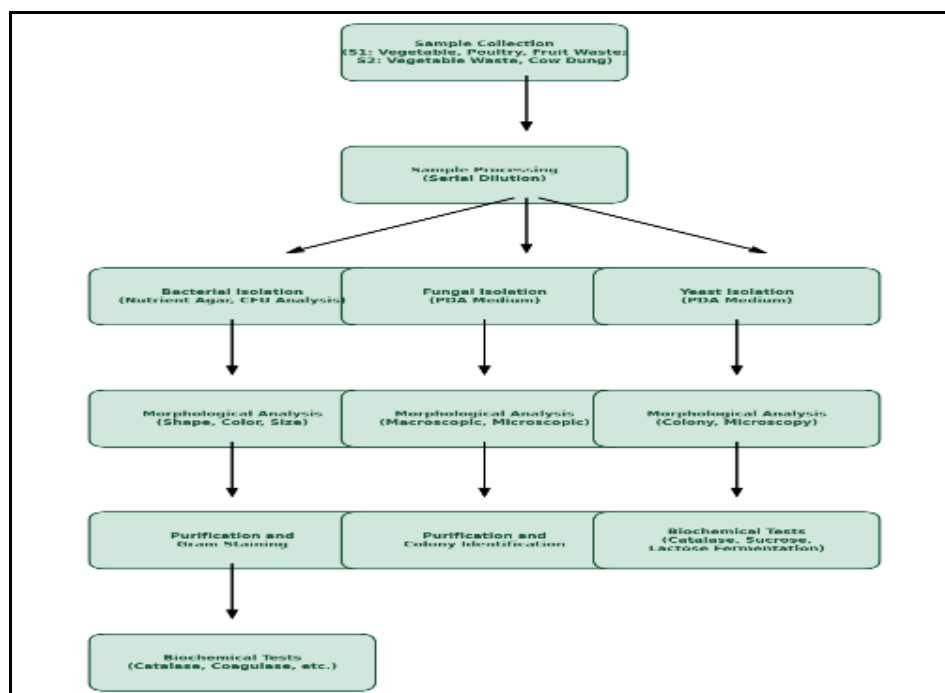 Sample Collection
(S1: Vegetable, Poultry, Fruit Waste;
S2: Vegetable Waste, Cow Dung)
Sample Processing
(Serial Dilution)
Bacterial Isolation
(Nutrient Agar, CFU Analysis)
Fungal Isolation
(PDA Medium)
Yeast Isolation
(PDA Medium)
Morphological Analysis
(Shape, Color, Size)
Morphological Analysis
(Macroscopic, Microscopic)
Morphological Analysis
(Colony, Microscopy)
Purification and
Gram Staining
Purification and
Colony Identification
Biochemical Tests
(Catalase, Sucrose,
Lactose Fermentation)
Biochemical Tests
(Catalase, Coagulase, etc.)